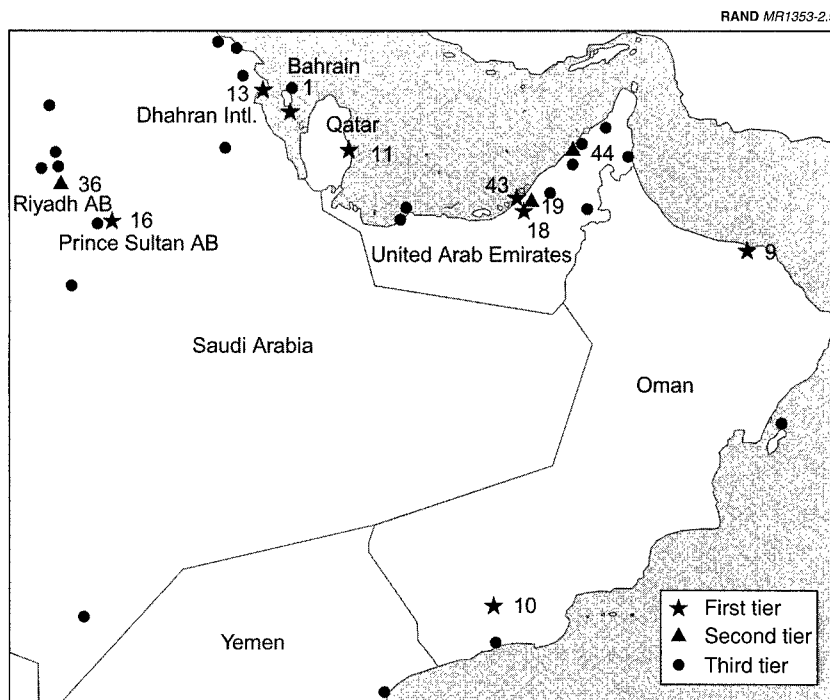 RAND MR1353-2.
Bahrain
13
1
Dhahran Intl.
Qatar
11
44
36
43
Riyadh AB
19
16
18
Prince Sultan AB
United Arab Emirates
9
Saudi Arabia
Oman
10
First tier
Yemen
Second tier
Third tier